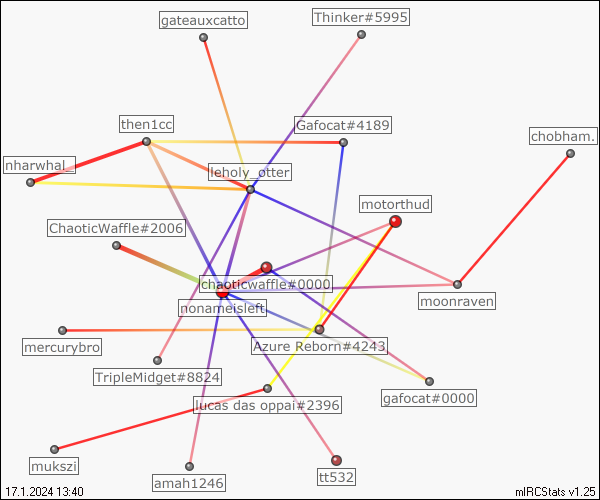 gateauxcatto
Thinker#5995
then1cc
Gafocat#4189
chobham.
nharwhal_
leholy_otter
motorthud
ChaoticWaffle#2006
chaoticwaffle#0000
moonraven
nonameisleft
mercurybro
Azure Reborn#4243
TripleMidget#8824
gafocat#0000
lucas das oppai#2396
mukszi
amah1246
tt532
17.1.2024 13:40
mIRCStats v1.25